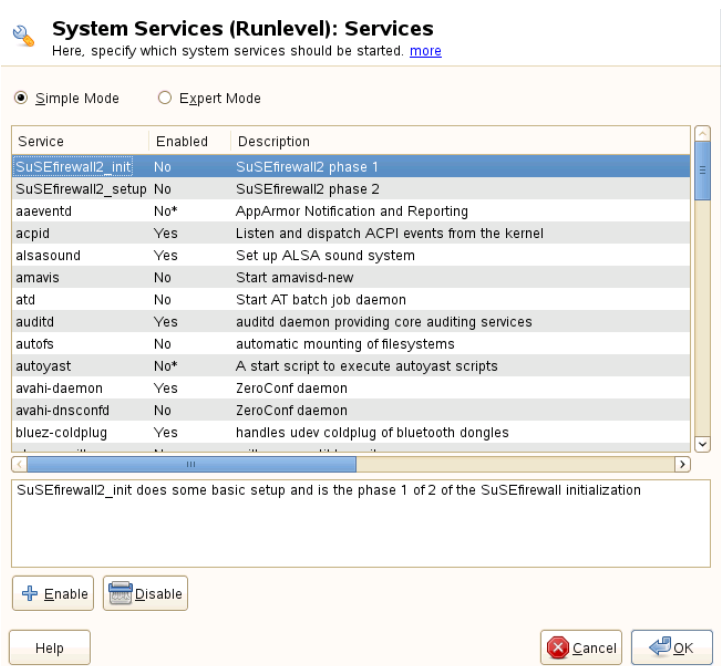 System Services (Runlevel): Services
Here, specify which system services should be started. more
Simple Mode Expert Mode
Service Enabled Description
SuSEfirewall2_init No SuSEfirewall2 phase 1
SuSEfirewall2_setup No SuSEfirewall2 phase 2
aaeventd No* AppArmor Notification and Reporting
acpid Yes Listen and dispatch ACPI events from the kernel
alsasound Yes Set up ALSA sound system
amavis No Start amavisd-new
atd No Start AT batch job daemon
auditd Yes auditd daemon providing core auditing services
autofs No automatic mounting of filesystems
autoyast No* A start script to execute autoyast scripts
avahi-daemon Yes ZeroConf daemon
avahi-dnsconfd No ZeroConf daemon
bluez-coldplug Yes handles udev coldplug of bluetooth dongles
SuSEfirewall2_init does some basic setup and is the phase 1 of 2 of the SuSEfirewall initialization
Enable Disable
Help Cancel OK